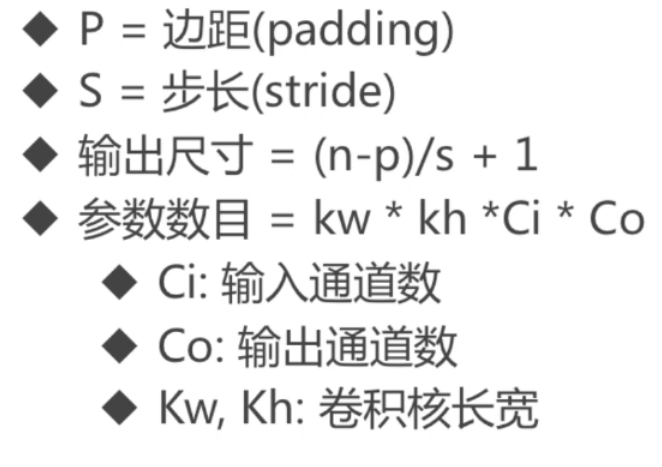 ◆ P = 边距(padding)
◆ S = 步长(stride)
◆ 输出尺寸 = (n-p)/s + 1
◆ 参数数目 = kw * kh *Ci * Co
◆ Ci: 输入通道数
◆ Co: 输出通道数
◆ Kw, Kh: 卷积核长宽